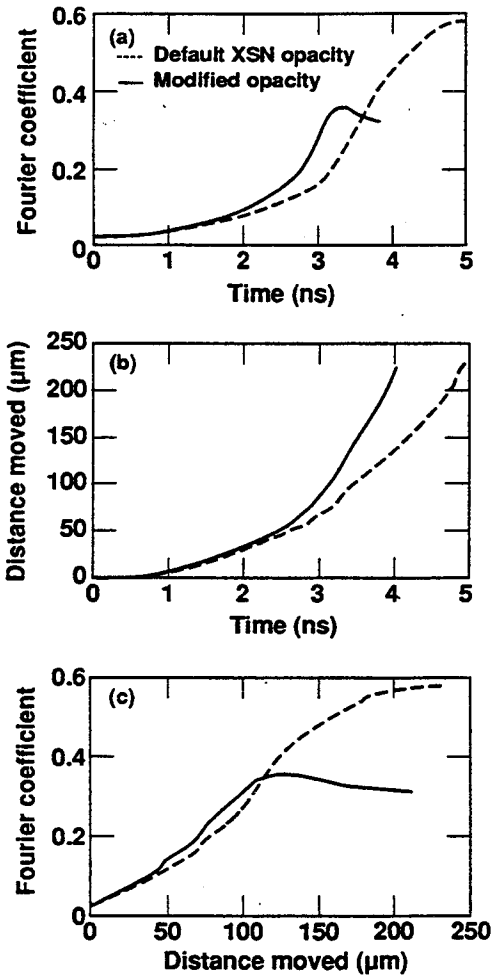 (a)
Default XSN opacity
Modified opacity
Fourier coefficient
0.6
0.4
0.2
0
0 1 2 3 4 5
Time (ns)
(b)
Distance moved (µm)
250
200
150
100
50
0
0 1 2 3 4 5
Time (ns)
(c)
Fourier coefficient
0.6
0.4
0.2
0
0 50 100 150 200 250
Distance moved (µm)